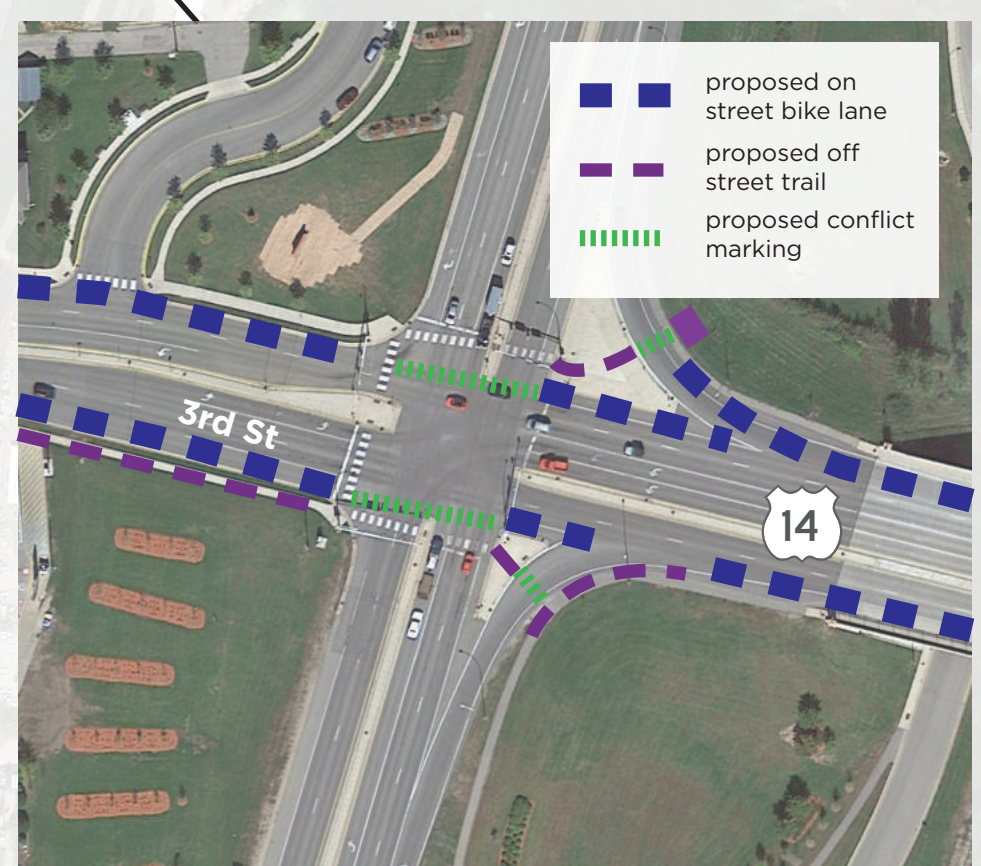 proposed on
street bike lane
proposed off
street trail
proposed conflict
marking
3rd St
14